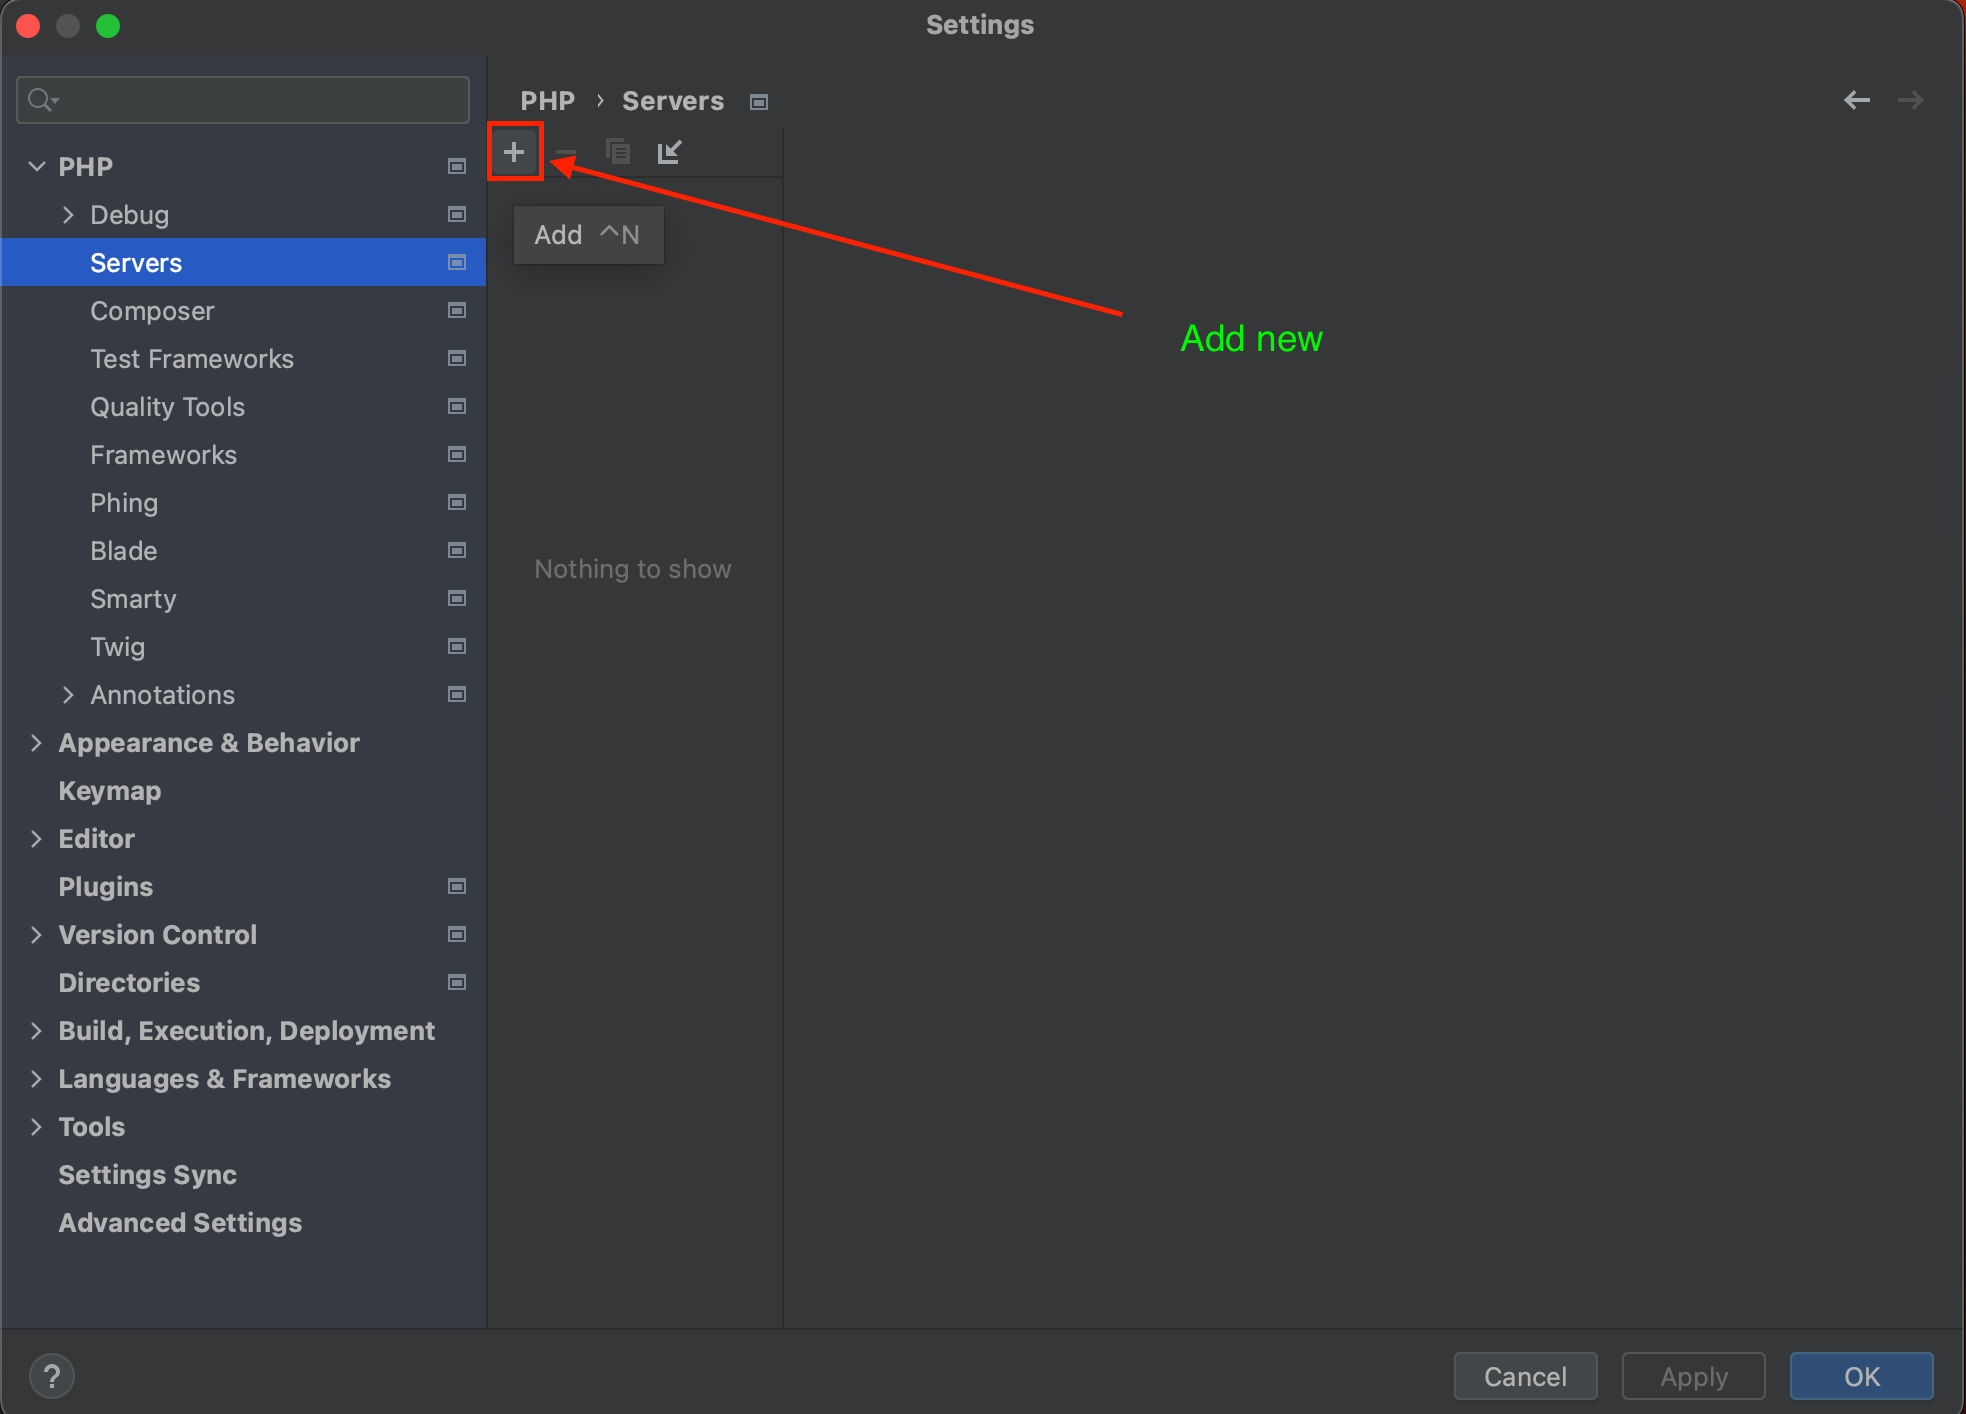 Settings
PHP › Servers
Add ^N
Add new
PHP
Debug
Servers
Composer
Test Frameworks
Quality Tools
Frameworks
Phing
Blade
Smarty
Twig
Annotations
Appearance & Behavior
Keymap
Editor
Plugins
Version Control
Directories
Build, Execution, Deployment
Languages & Frameworks
Tools
Settings Sync
Advanced Settings
Nothing to show
?
Cancel
Apply
OK